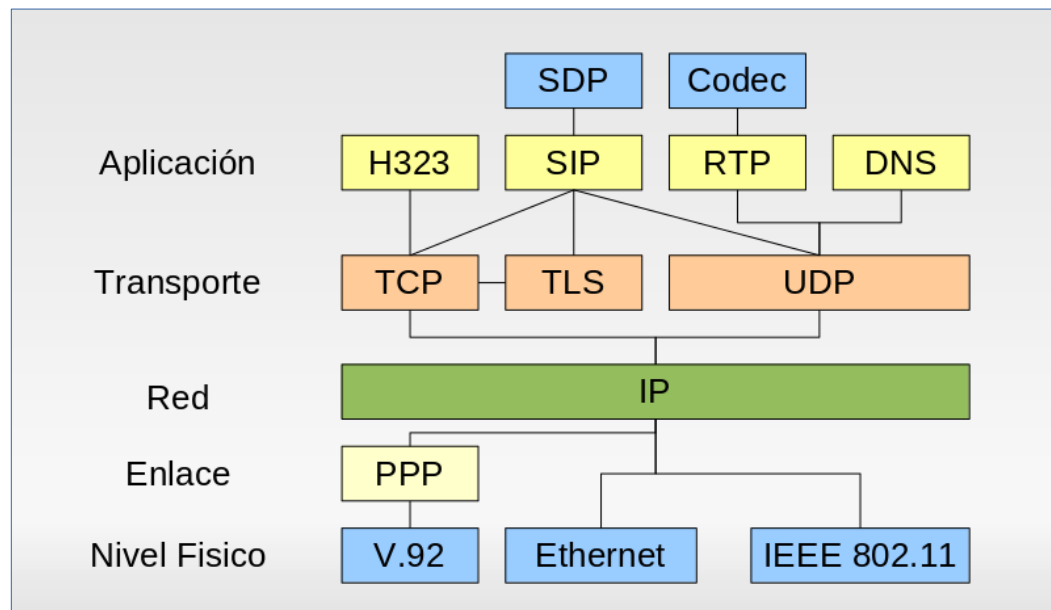 SDP Codec
Aplicación H323 SIP RTP DNS
Transporte TCP TLS UDP
Red IP
Enlace PPP
Nivel Fisico V.92 Ethernet IEEE 802.11